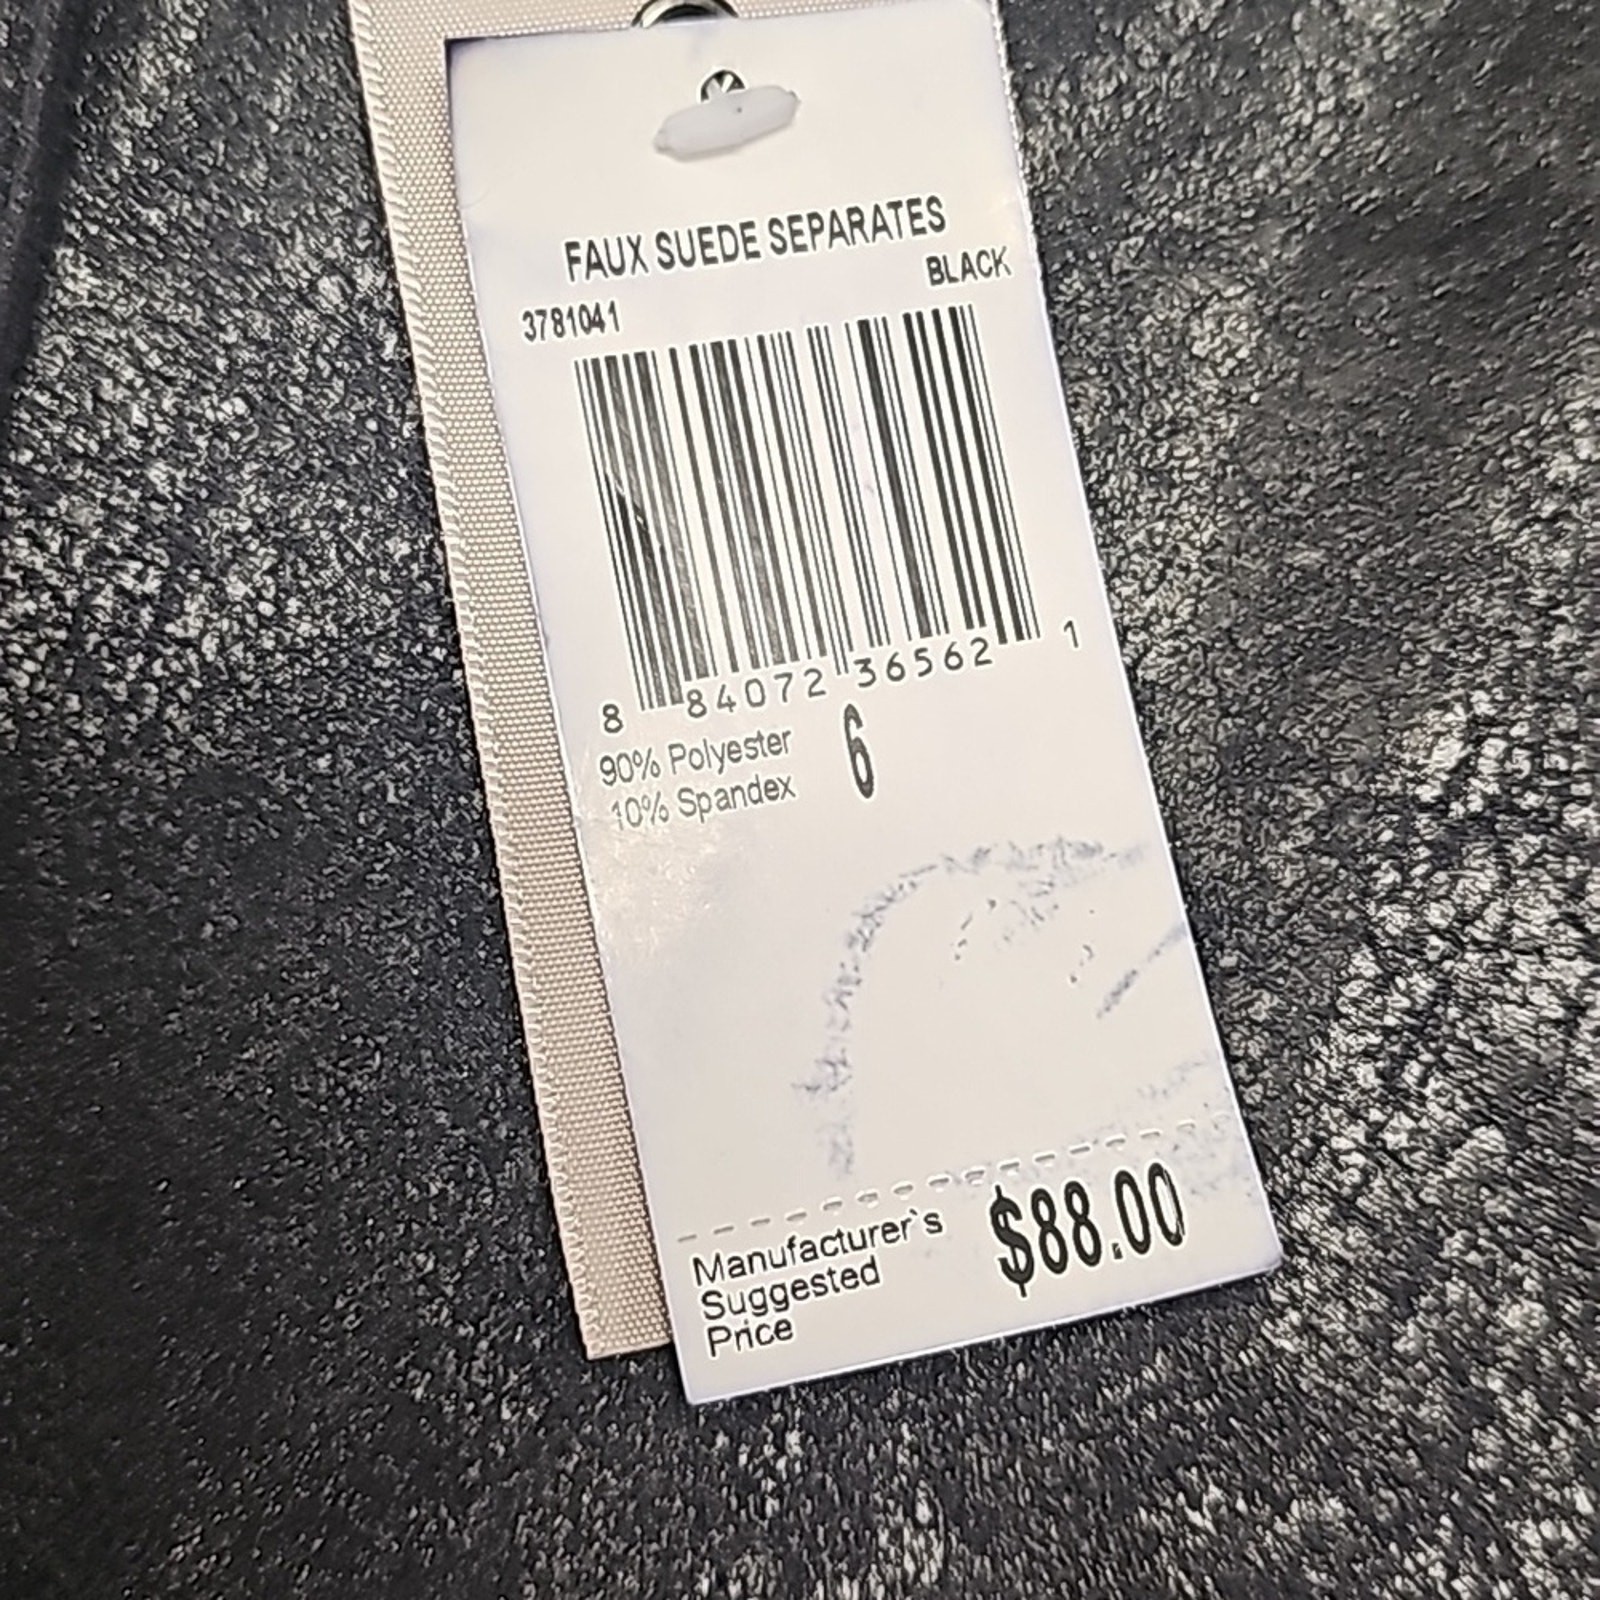 FAUX SUEDE SEPARATES
BLACK
3781041
8 84072 36562 1
90% Polyester
10% Spandex
6
Manufacturer`s
Suggested
Price
$88.00